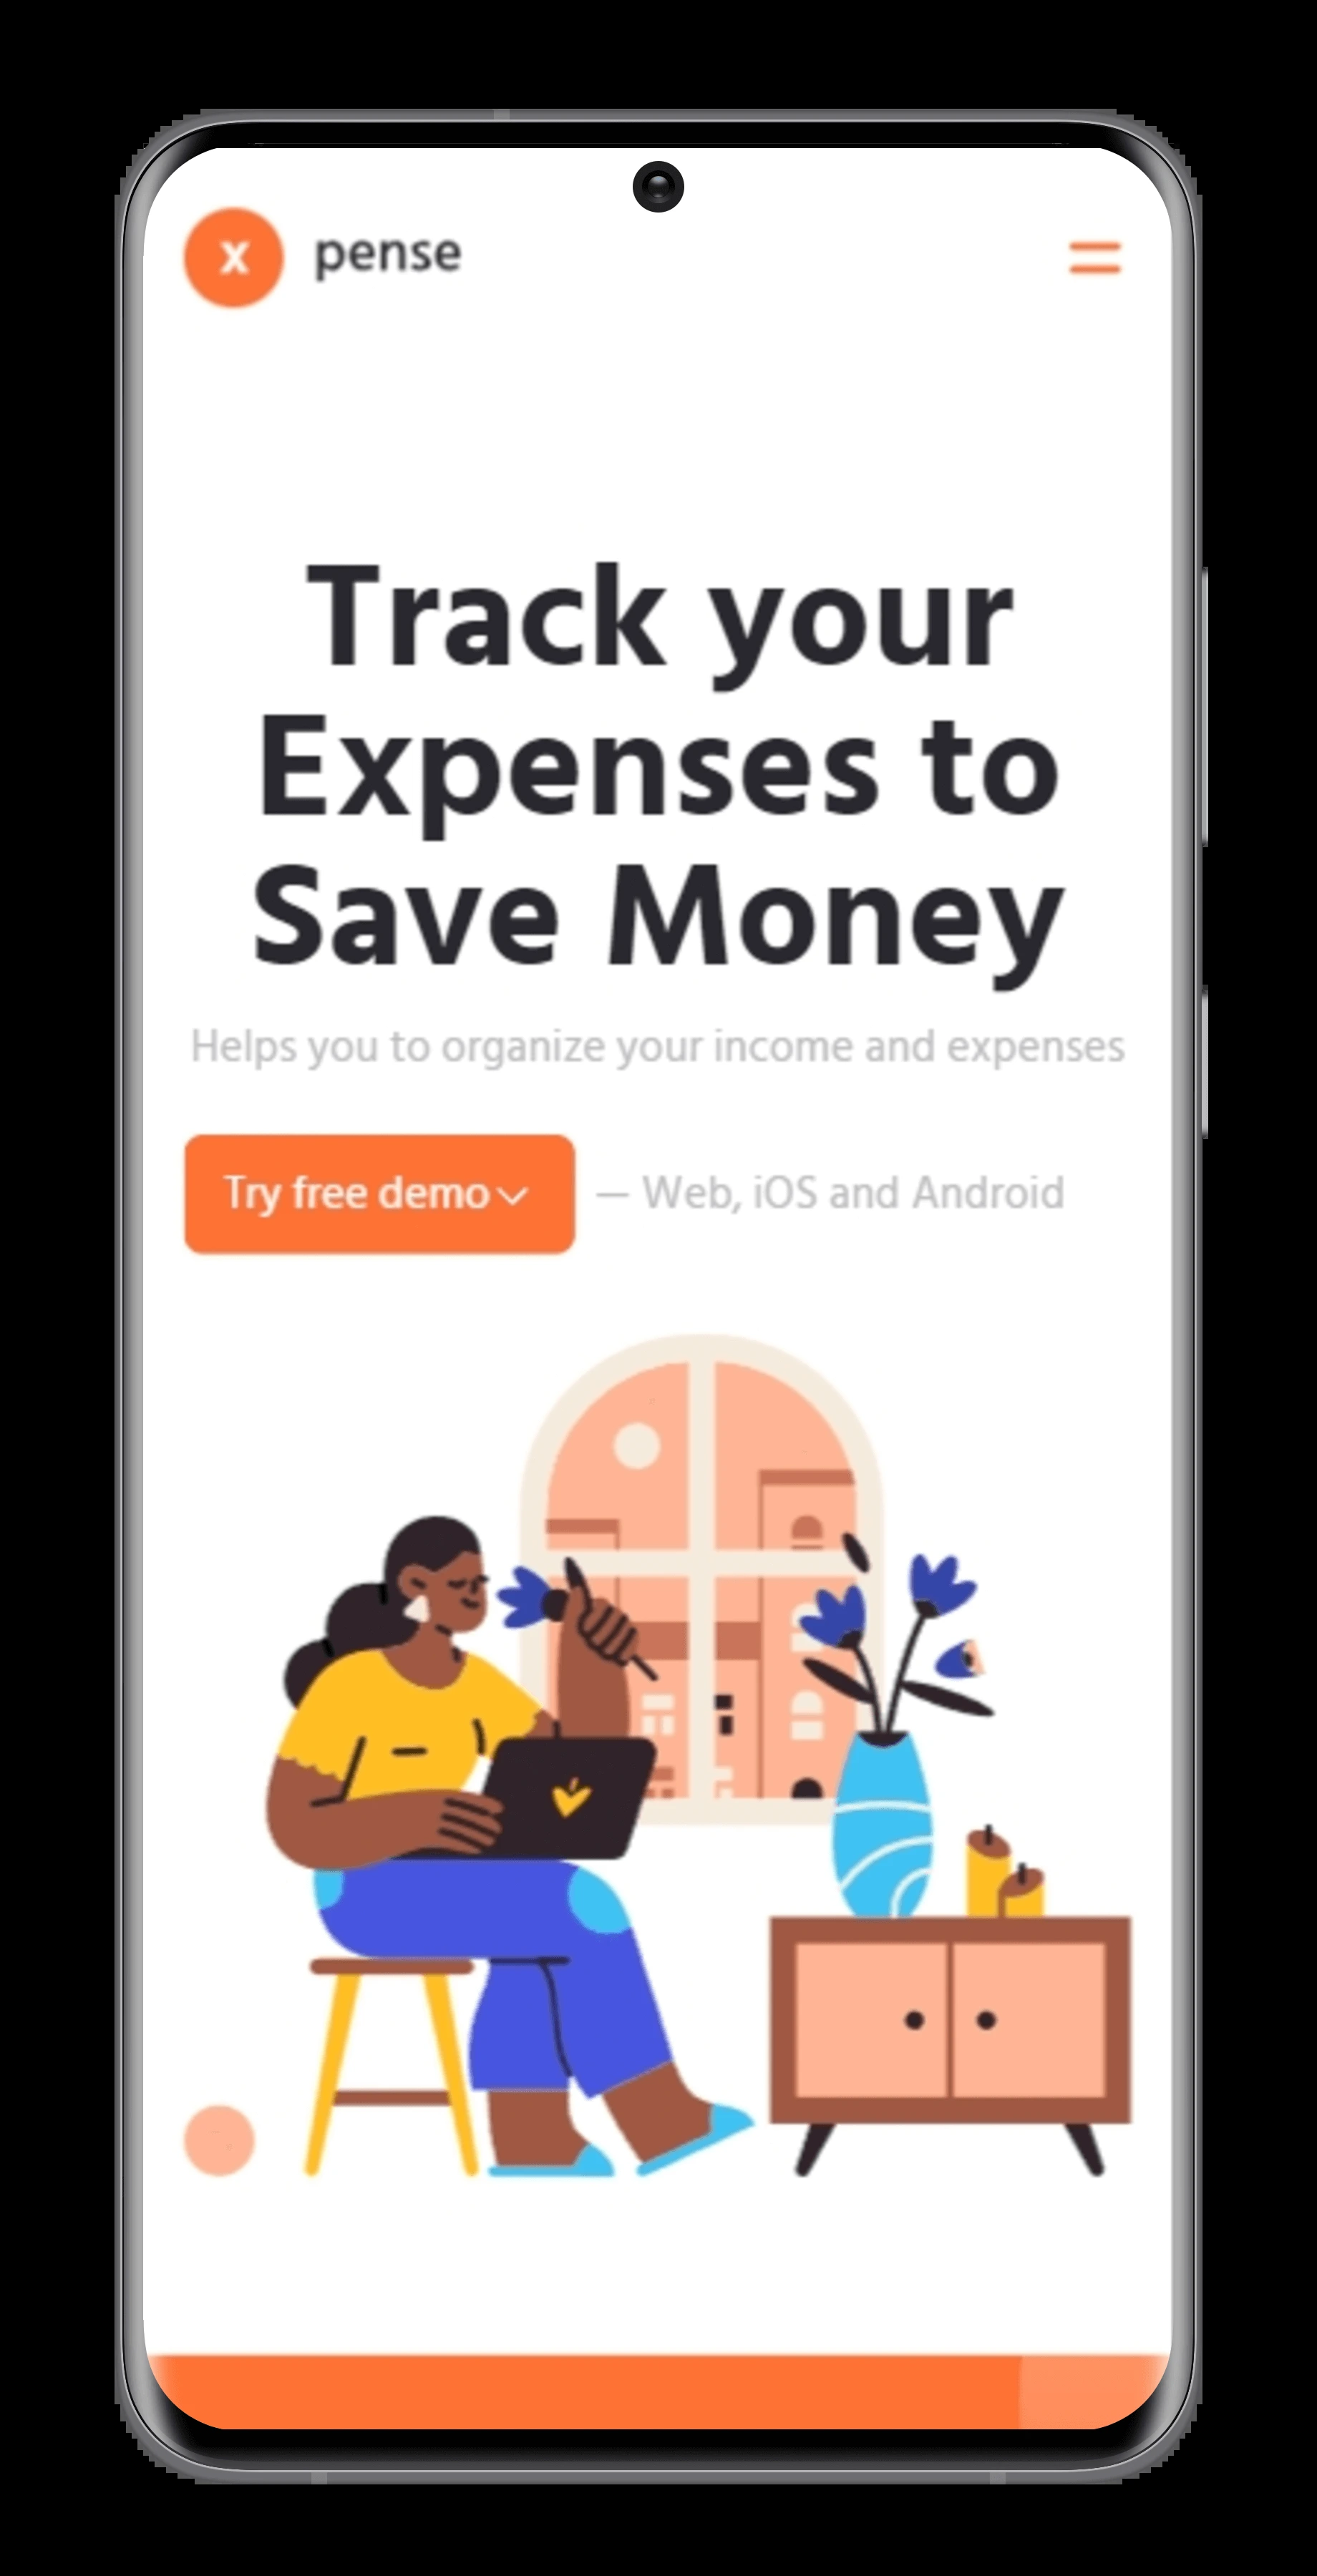 x pense
Track your
Expenses to
Save Money
Helps you to organize your income and expenses
Try free demo — Web, iOS and Android